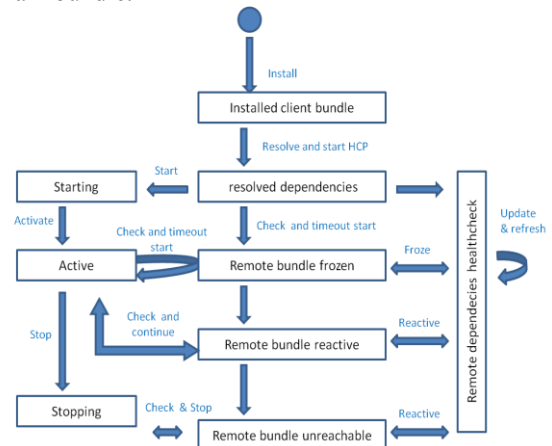 Install
Installed client bundle
Resolve and start HCP
Start
Starting
resolved dependencies
Activate
Check and timeout
start
Check and timeout start
Update
& refresh
Active
Remote bundle frozen
Froze
Remote dependecies healthcheck
Check and
continue
Stop
Remote bundle reactive
Reactive
Stopping
Check & Stop
Remote bundle unreachable
Reactive